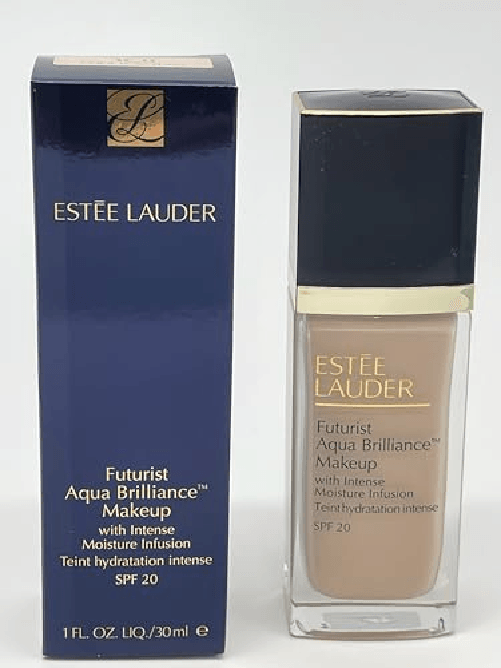 ESTĒE LAUDER
Futurist
Aqua Brilliance™
Makeup
with Intense
Moisture Infusion
Teint hydratation intense
SPF 20
1 FL. OZ. LIQ./30ml e
ESTĒE
LAUDER
Futurist
Aqua Brilliance™
Makeup
with Intense
Moisture Infusion
Teint hydratation intense
SPF 20